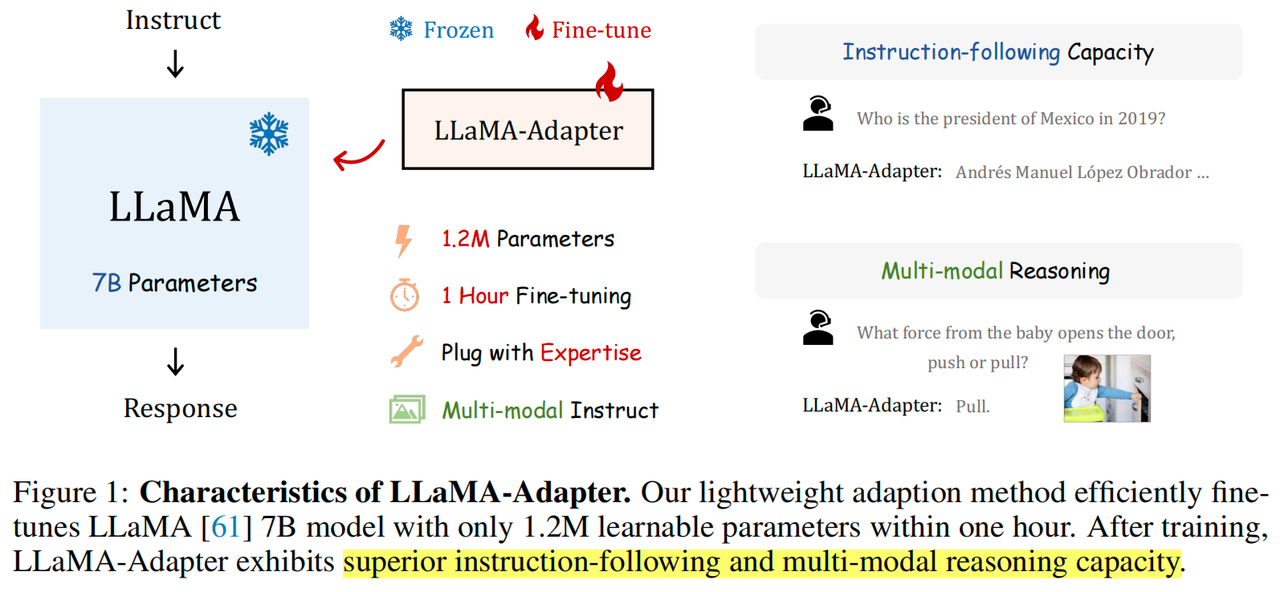 Instruct
LLaMA
7B Parameters
Response
Frozen
Fine-tune
LLaMA-Adapter
1.2M Parameters
1 Hour Fine-tuning
Plug with Expertise
Multi-modal Instruct
Instruction-following Capacity
Who is the president of Mexico in 2019?
LLaMA-Adapter: Andrés Manuel López Obrador ...
Multi-modal Reasoning
What force from the baby opens the door,
push or pull?
LLaMA-Adapter: Pull.
Figure 1: Characteristics of LLaMA-Adapter. Our lightweight adaption method efficiently fine-
tunes LLaMA [61] 7B model with only 1.2M learnable parameters within one hour. After training,
LLaMA-Adapter exhibits superior instruction-following and multi-modal reasoning capacity.